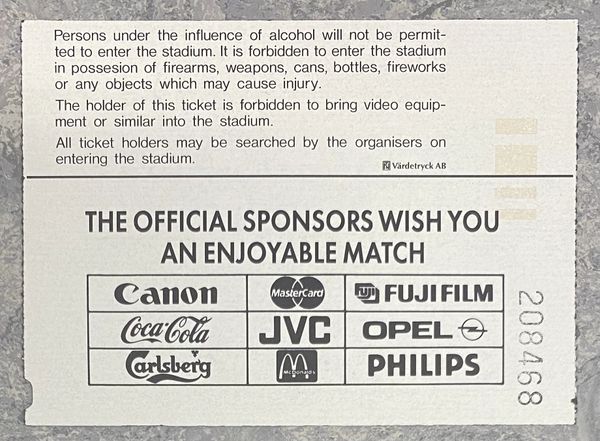 Persons under the influence of alcohol will not be permit-
ted to enter the stadium. It is forbidden to enter the stadium
in possesion of firearms, weapons, cans, bottles, fireworks
or any objects which may cause injury.
The holder of this ticket is forbidden to bring video equip-
ment or similar into the stadium.
All ticket holders may be searched by the organisers on
entering the stadium.
Värdetryck AB
THE OFFICIAL SPONSORS WISH YOU
AN ENJOYABLE MATCH
Canon MasterCard FUJI FUJI FILM
Coca-Cola JVC OPEL
Carlsberg McDonald's PHILIPS
208468